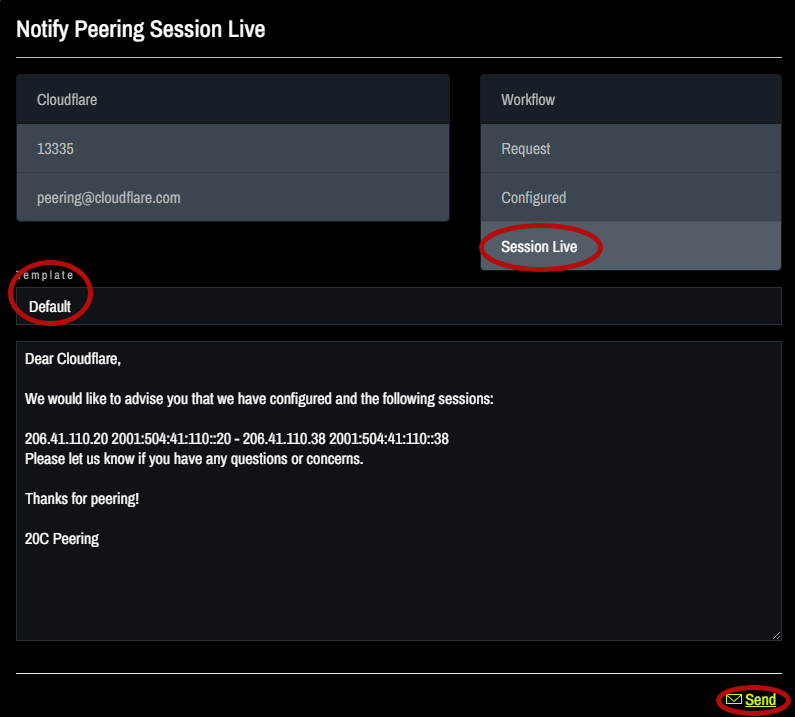 Notify Peering Session Live
Cloudflare
13335
peering@cloudflare.com
Workflow
Request
Configured
Session Live
Template
Default
Dear Cloudflare,
We would like to advise you that we have configured and the following sessions:
206.41.110.20 2001:504:41:110::20 - 206.41.110.38 2001:504:41:110::38
Please let us know if you have any questions or concerns.
Thanks for peering!
20C Peering
Send